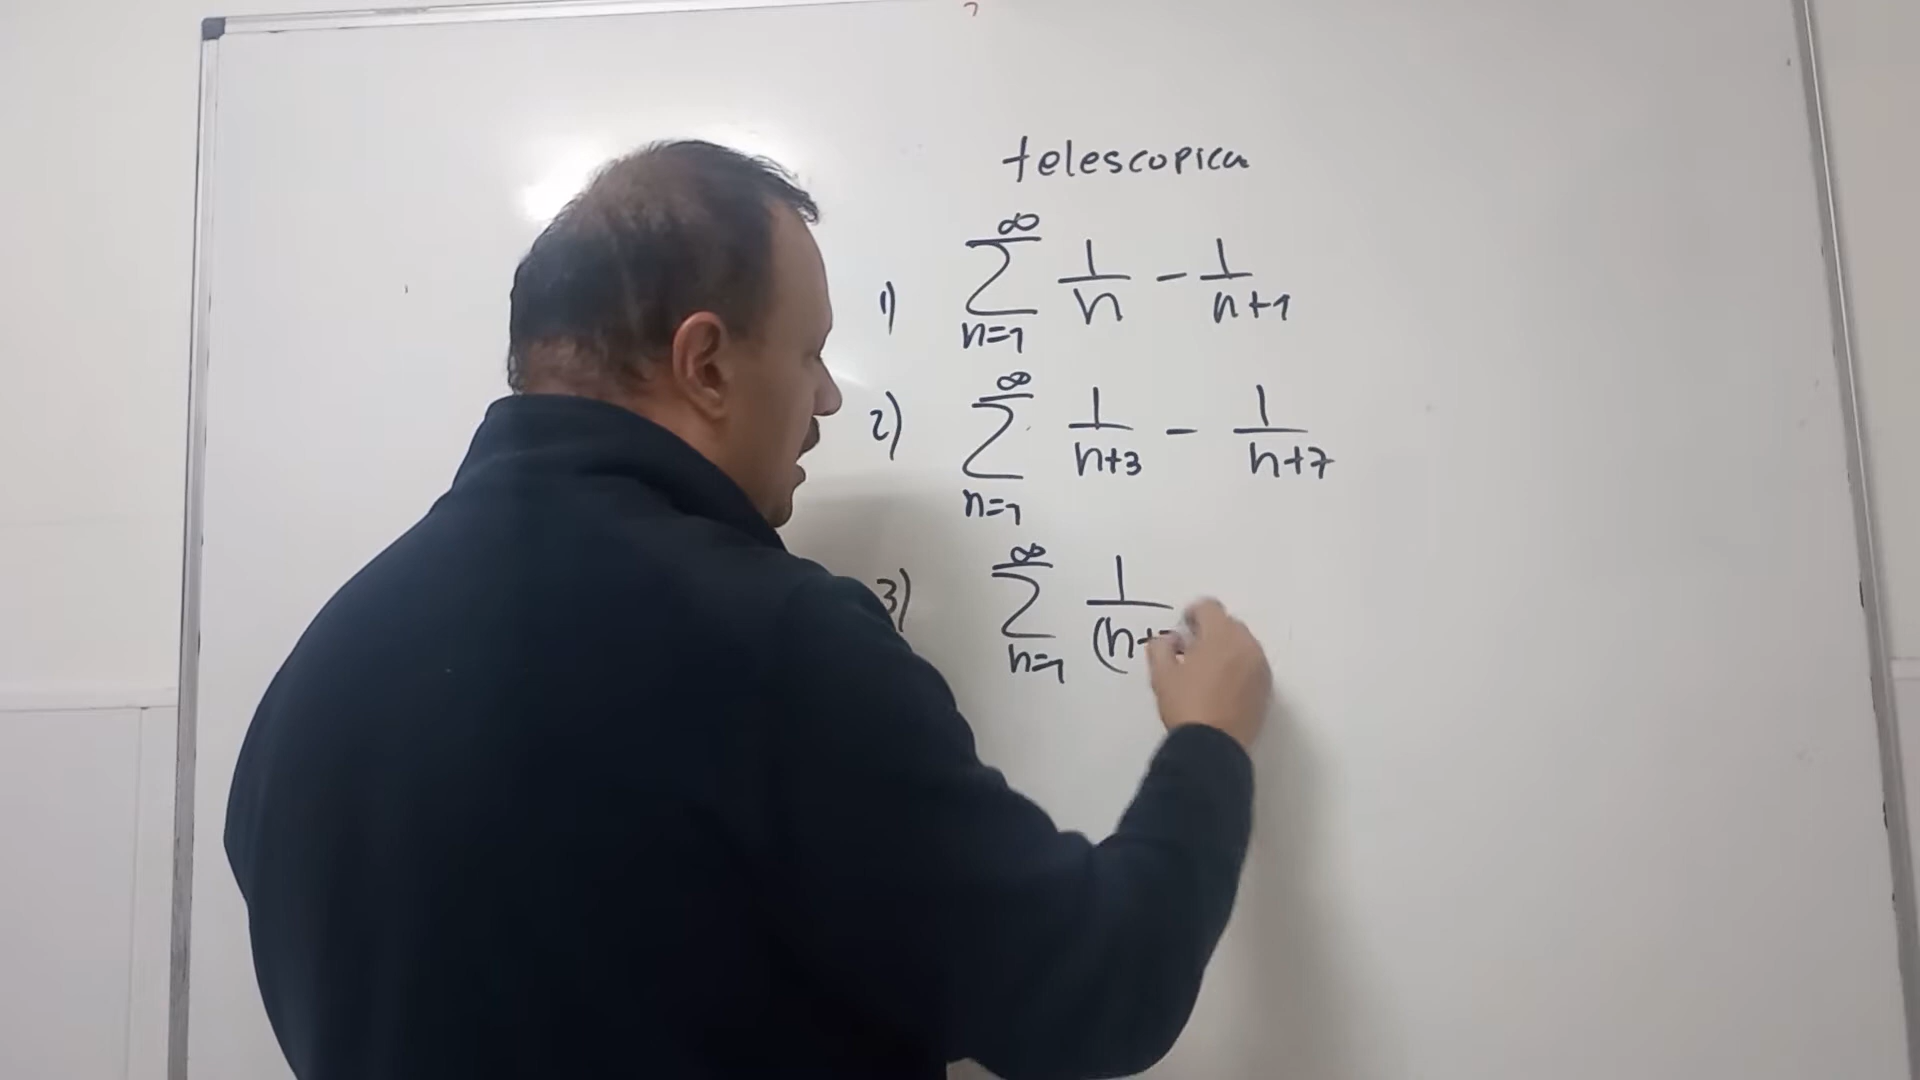 telescopica
1) ∞ ∑ n=1 1/n - 1/n+1
2) ∞ ∑ n=1 1/n+3 - 1/n+7
3) ∞ ∑ n=1 1/(n+